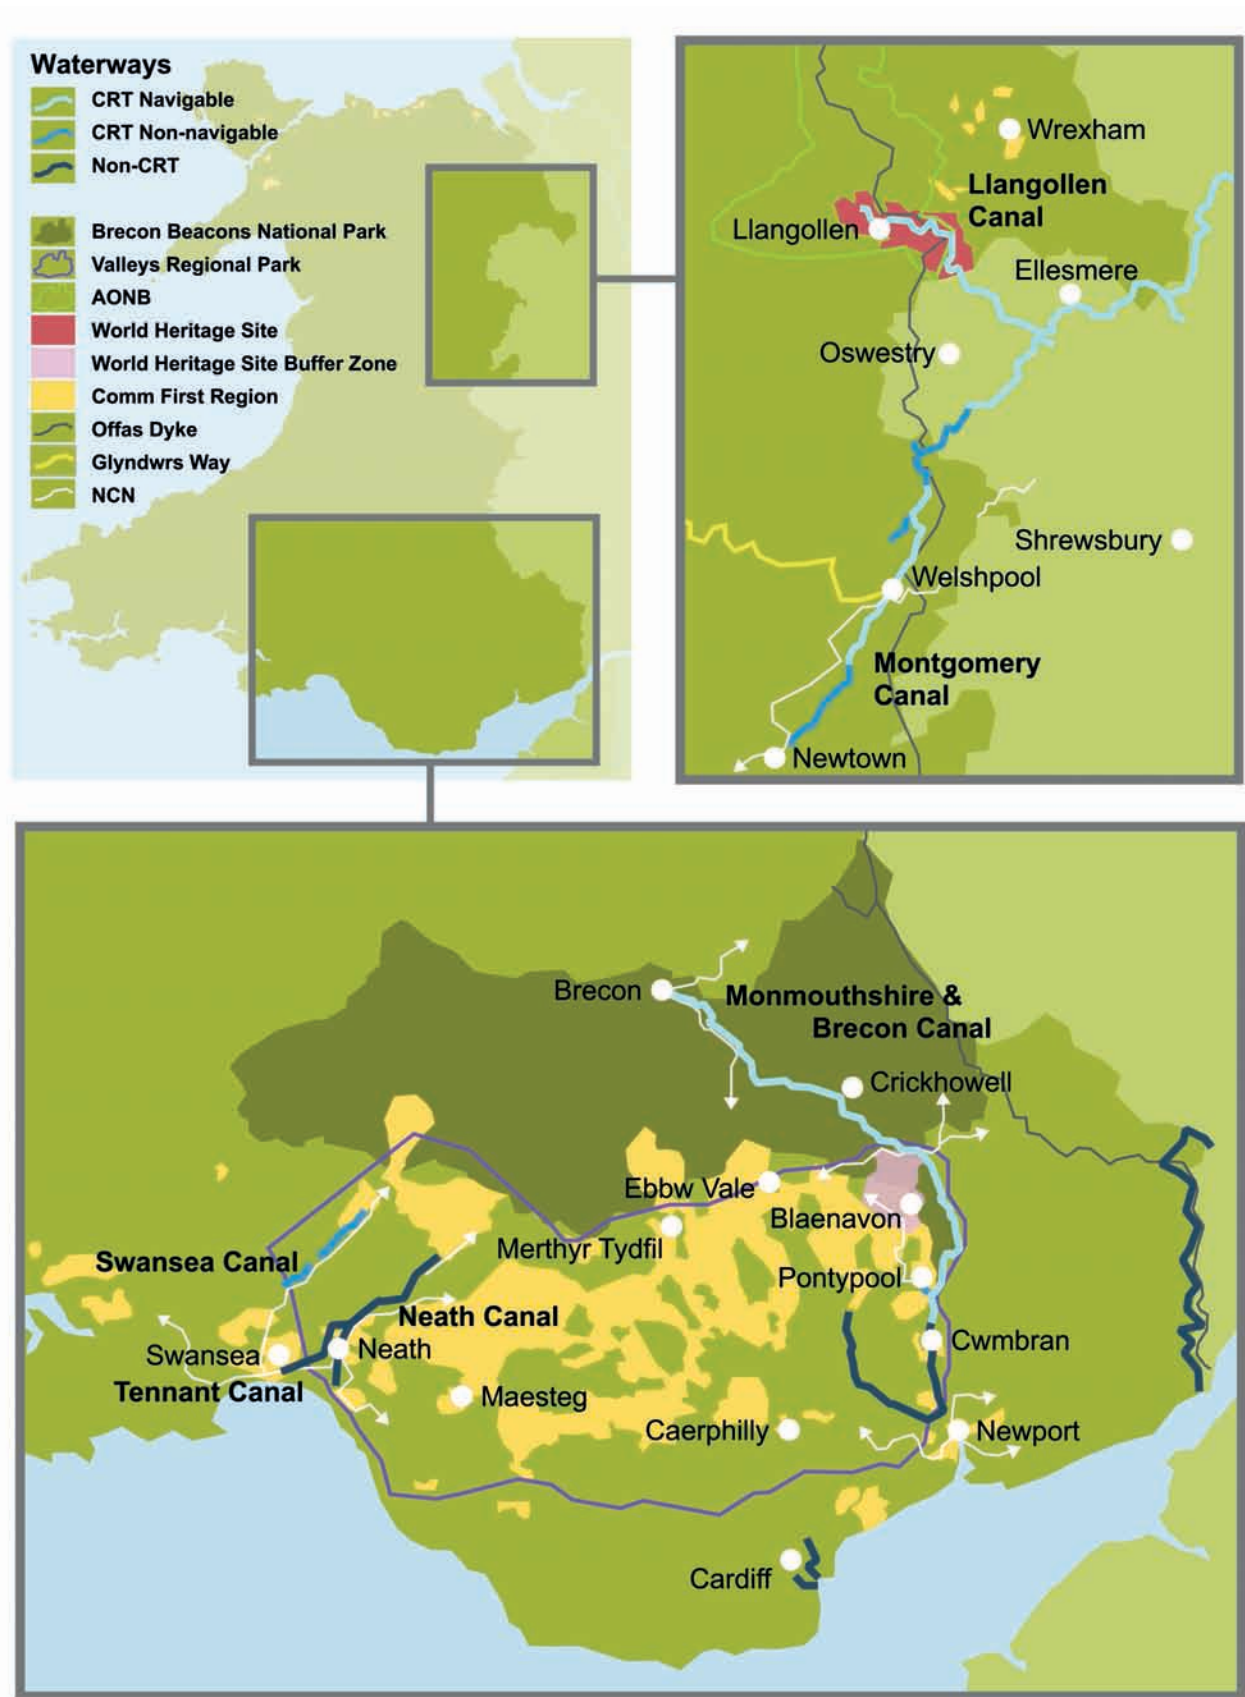 Waterways
CRT Navigable
CRT Non-navigable
Non-CRT
Brecon Beacons National Park
Valleys Regional Park
AONB
World Heritage Site
World Heritage Site Buffer Zone
Comm First Region
Offas Dyke
Glyndwrs Way
NCN
Wrexham
Llangollen
Canal
Llangollen
Ellesmere
Oswestry
Shrewsbury
Welshpool
Montgomery
Canal
Newtown
Brecon
Monmouthshire &
Brecon Canal
Crickhowell
Ebbw Vale
Blaenavon
Merthyr Tydfil
Swansea Canal
Pontypool
Neath Canal
Cwmbran
Swansea
Neath
Tennant Canal
Maesteg
Caerphilly
Newport
Cardiff